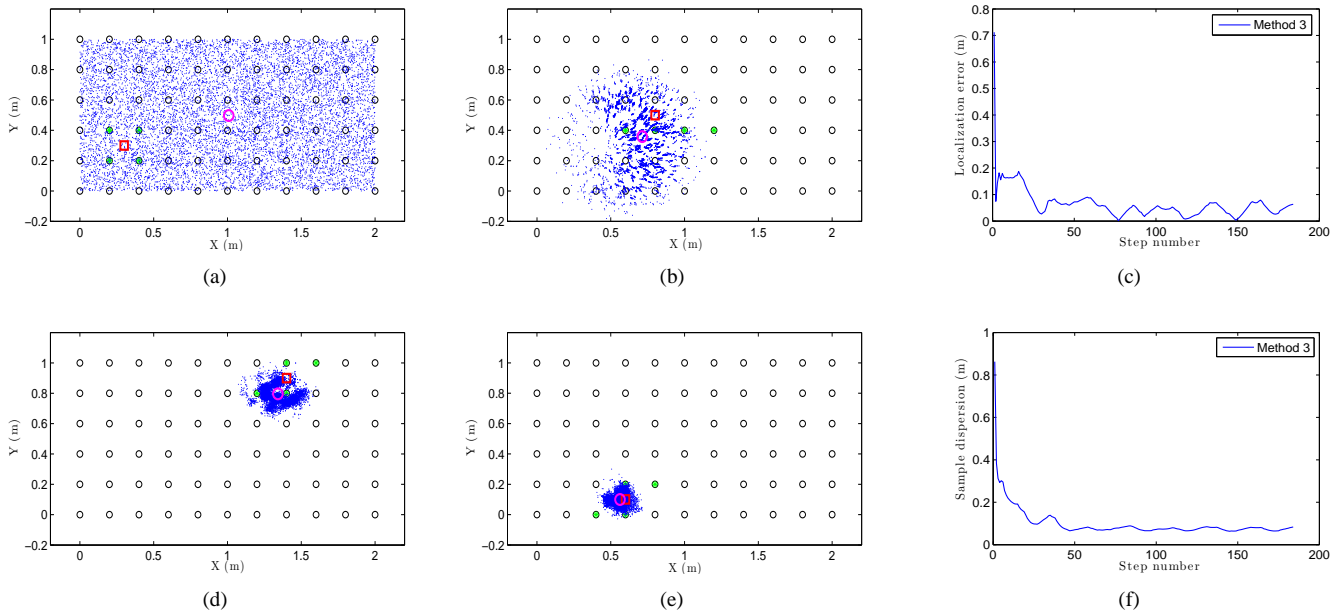 1
0.8
0.6
0.4
0.2
0
−0.2
Y (m)
0 0.5 1 1.5 2
X (m)
(a)
1
0.8
0.6
0.4
0.2
0
−0.2
Y (m)
0 0.5 1 1.5 2
X (m)
(b)
0.8
0.7
0.6
0.5
0.4
0.3
0.2
0.1
0
Localization error (m)
Method 3
0 50 100 150 200
Step number
(c)
1
0.8
0.6
0.4
0.2
0
−0.2
Y (m)
0 0.5 1 1.5 2
X (m)
(d)
1
0.8
0.6
0.4
0.2
0
−0.2
Y (m)
0 0.5 1 1.5 2
X (m)
(e)
1
0.8
0.6
0.4
0.2
0
Sample dispersion (m)
Method 3
0 50 100 150 200
Step number
(f)